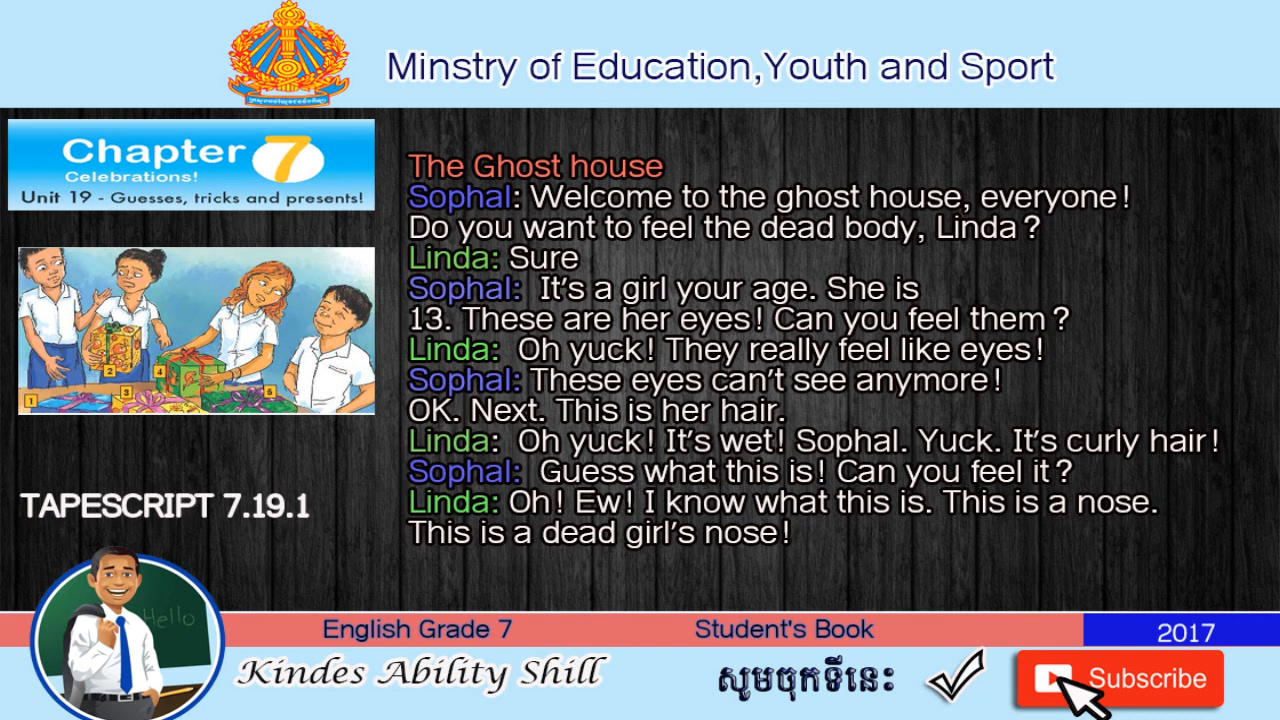 Minstry of Education,Youth and Sport
Chapter 7
Celebrations!
Unit 19 - Guesses, tricks and presents!
The Ghost house
Sophal: Welcome to the ghost house, everyone!
Do you want to feel the dead body, Linda?
Linda: Sure
Sophal: It's a girl your age. She is
13. These are her eyes! Can you feel them?
Linda: Oh yuck! They really feel like eyes!
Sophal: These eyes can't see anymore!
OK. Next. This is her hair.
Linda: Oh yuck! It's wet! Sophal. Yuck. It's curly hair!
Sophal: Guess what this is! Can you feel it?
Linda: Oh! Ew! I know what this is. This is a nose.
This is a dead girl's nose!
1
2
3
4
5
TAPESCRIPT 7.19.1
Hello
English Grade 7
Student's Book
2017
Kindes Ability Shill
សូមចុកទីនេះ
Subscribe